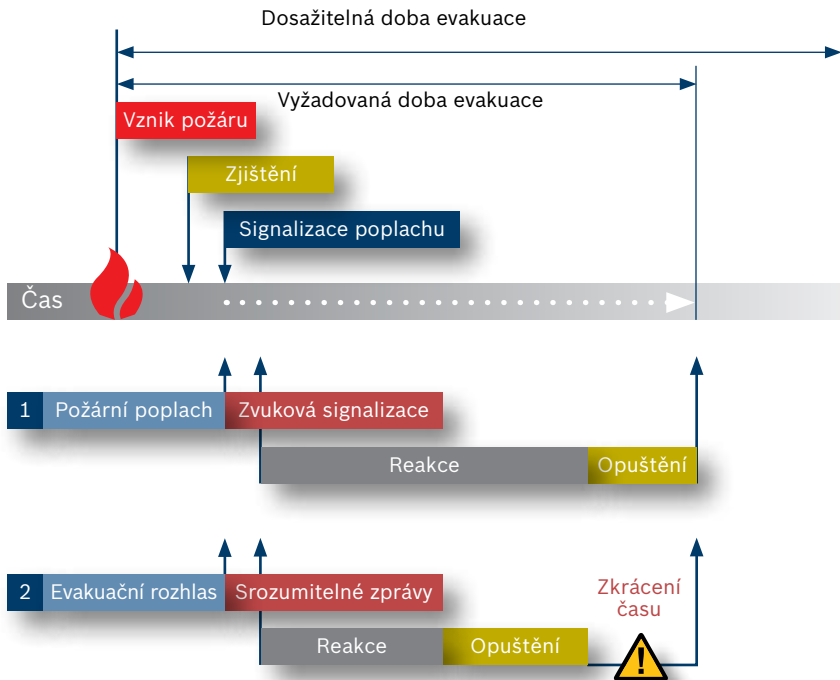 Dosažitelná doba evakuace
Vyžadovaná doba evakuace
Vznik požáru
Zjištění
Signalizace poplachu
Čas
1 Požární poplach Zvuková signalizace
Reakce Opuštění
2 Evakuační rozhlas Srozumitelné zprávy
Zkrácení
času
Reakce Opuštění
!